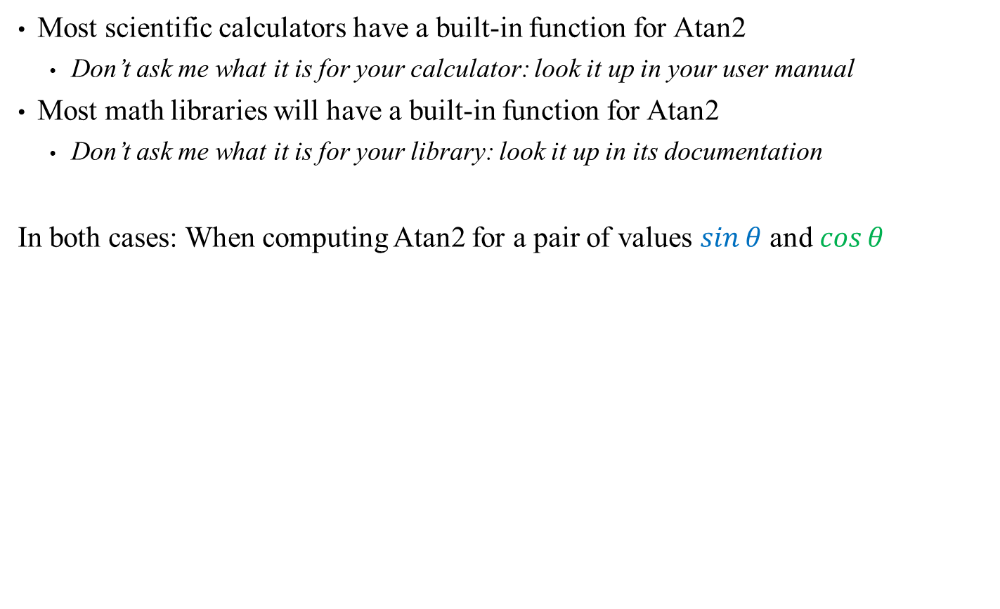 • Most scientific calculators have a built-in function for Atan2
• Don’t ask me what it is for your calculator: look it up in your user manual
• Most math libraries will have a built-in function for Atan2
• Don’t ask me what it is for your library: look it up in its documentation
In both cases: When computing Atan2 for a pair of values sin θ and cos θ